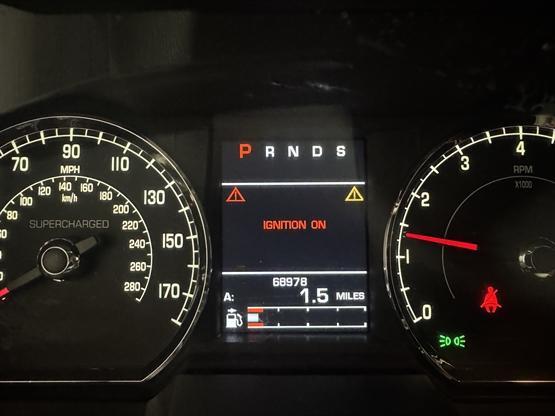 P R N D S
70 90 110 130 150 170
MPH
100 120 140 160 180 200 220 240 260 280
km/h
80
SUPERCHARGED
IGNITION ON
68978
A: 1.5 MILES
0 1 2 3 4
RPM
X1000